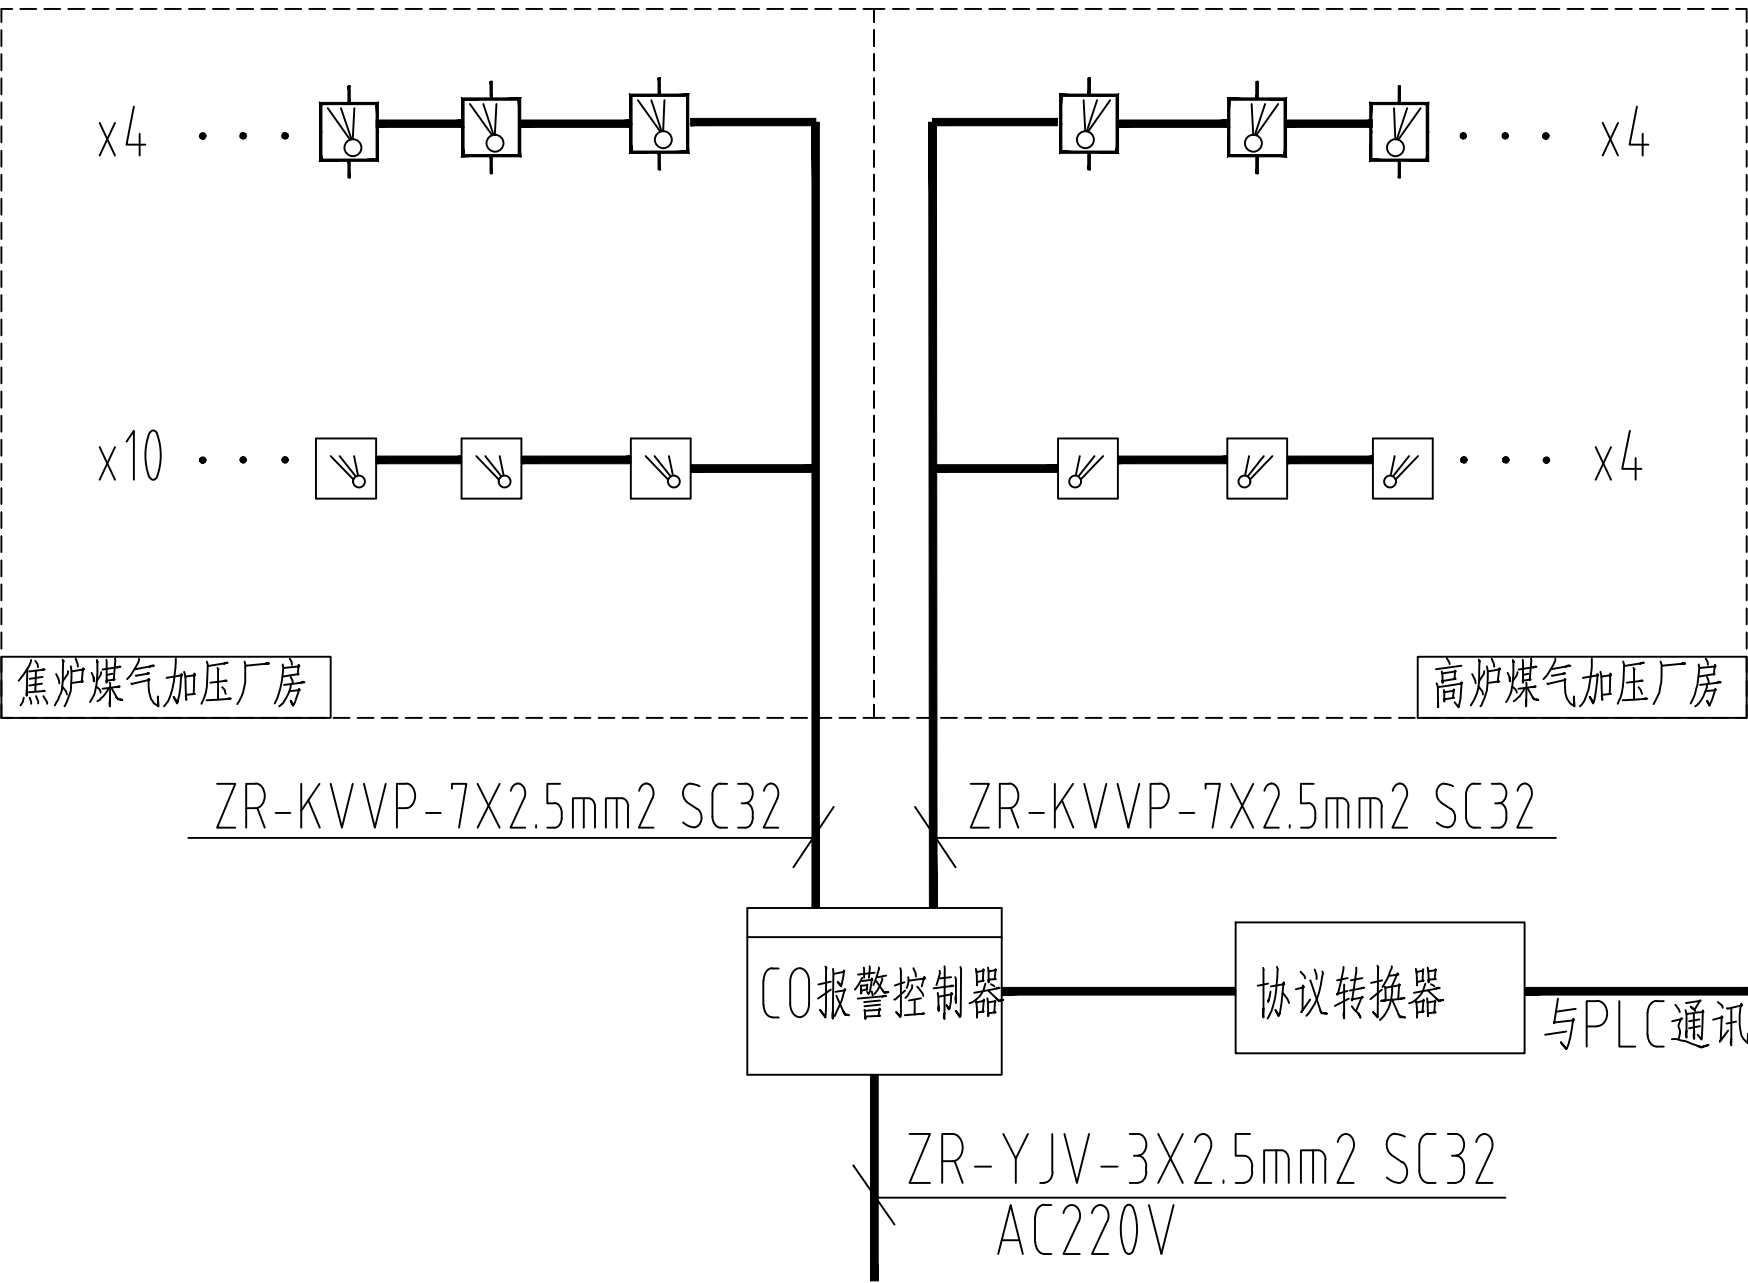 x4
x4
x10
x4
焦炉煤气加压厂房
高炉煤气加压厂房
ZR-KVVP-7X2.5mm2 SC32
ZR-KVVP-7X2.5mm2 SC32
CO报警控制器
协议转换器
与PLC通讯
ZR-YJV-3X2.5mm2 SC32
AC220V